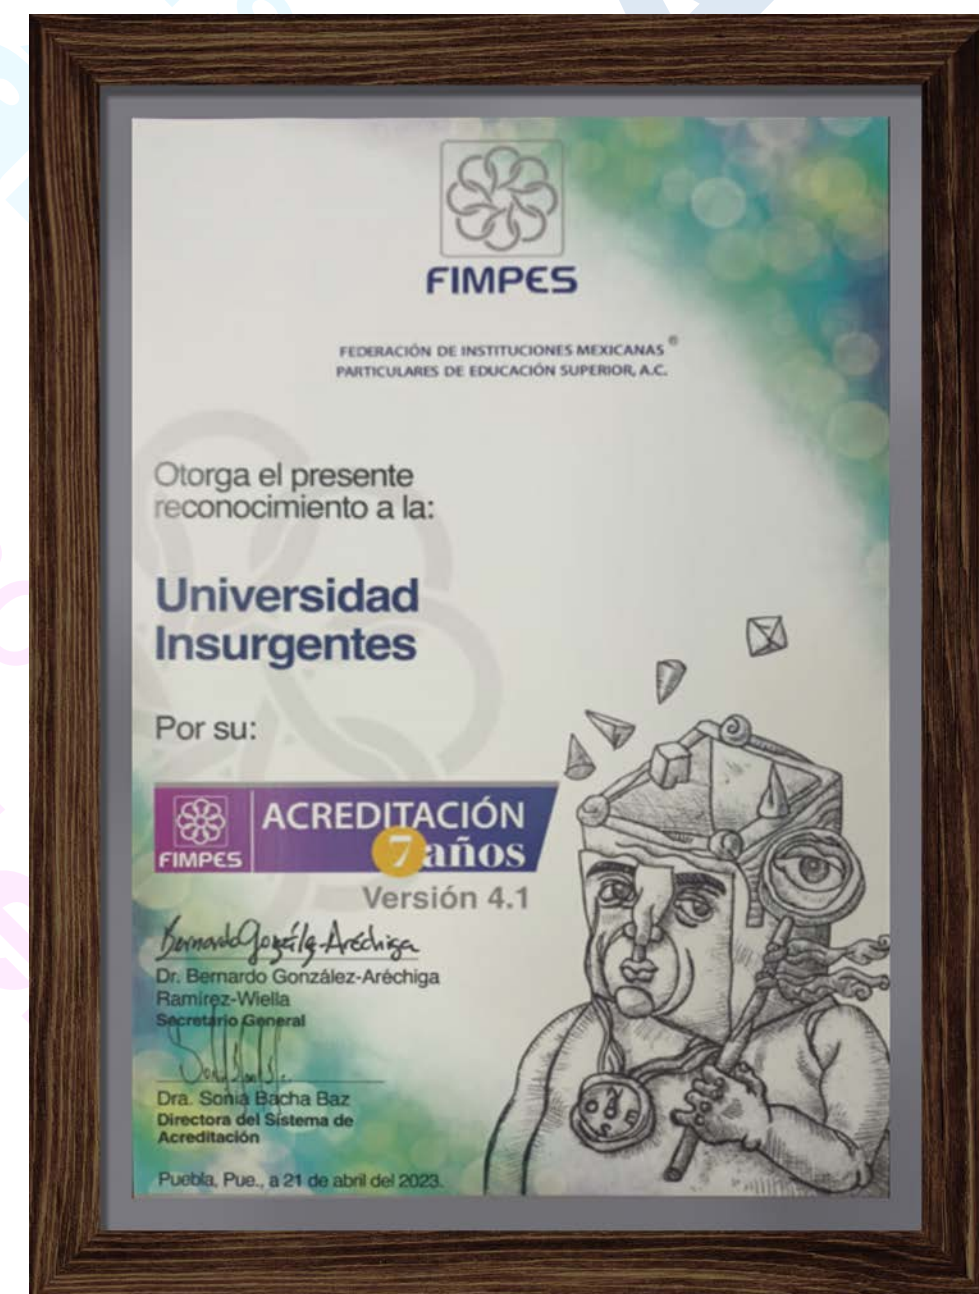 FIMPES
FEDERACIÓN DE INSTITUCIONES MEXICANAS ®
PARTICULARES DE EDUCACIÓN SUPERIOR, A.C.
Otorga el presente
reconocimiento a la:
Universidad
Insurgentes
Por su:
FIMPES
ACREDITACIÓN
7 años
Versión 4.1
Bernardo González-Aréchiga
Dr. Bernardo González-Aréchiga
Ramírez-Wiella
Secretario General
Dra. Sonia Bacha Baz
Directora del Sistema de
Acreditación
Puebla, Pue., a 21 de abril del 2023.